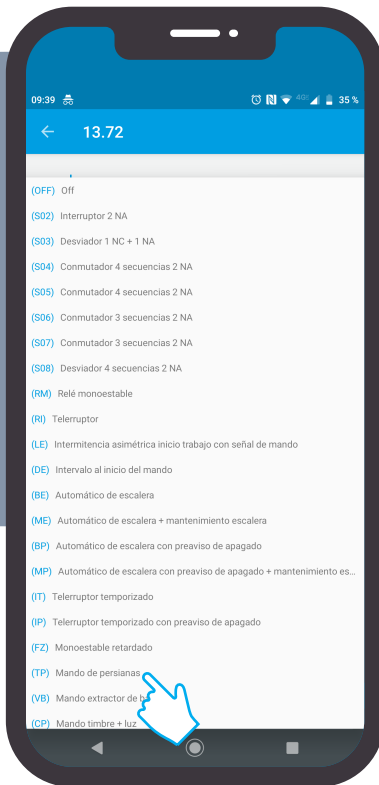 09:39 4G 35 %
13.72
(OFF) Off
(S02) Interruptor 2 NA
(S03) Desviador 1 NC + 1 NA
(S04) Conmutador 4 secuencias 2 NA
(S05) Conmutador 4 secuencias 2 NA
(S06) Conmutador 3 secuencias 2 NA
(S07) Conmutador 3 secuencias 2 NA
(S08) Desviador 4 secuencias 2 NA
(RM) Relé monoestable
(RI) Telerruptor
(LE) Intermitencia asimétrica inicio trabajo con señal de mando
(DE) Intervalo al inicio del mando
(BE) Automático de escalera
(ME) Automático de escalera + mantenimiento escalera
(BP) Automático de escalera con preaviso de apagado
(MP) Automático de escalera con preaviso de apagado + mantenimiento es...
(IT) Telerruptor temporizado
(IP) Telerruptor temporizado con preaviso de apagado
(FZ) Monoestable retardado
(TP) Mando de persianas
(VB) Mando extractor de
(CP) Mando timbre + luz